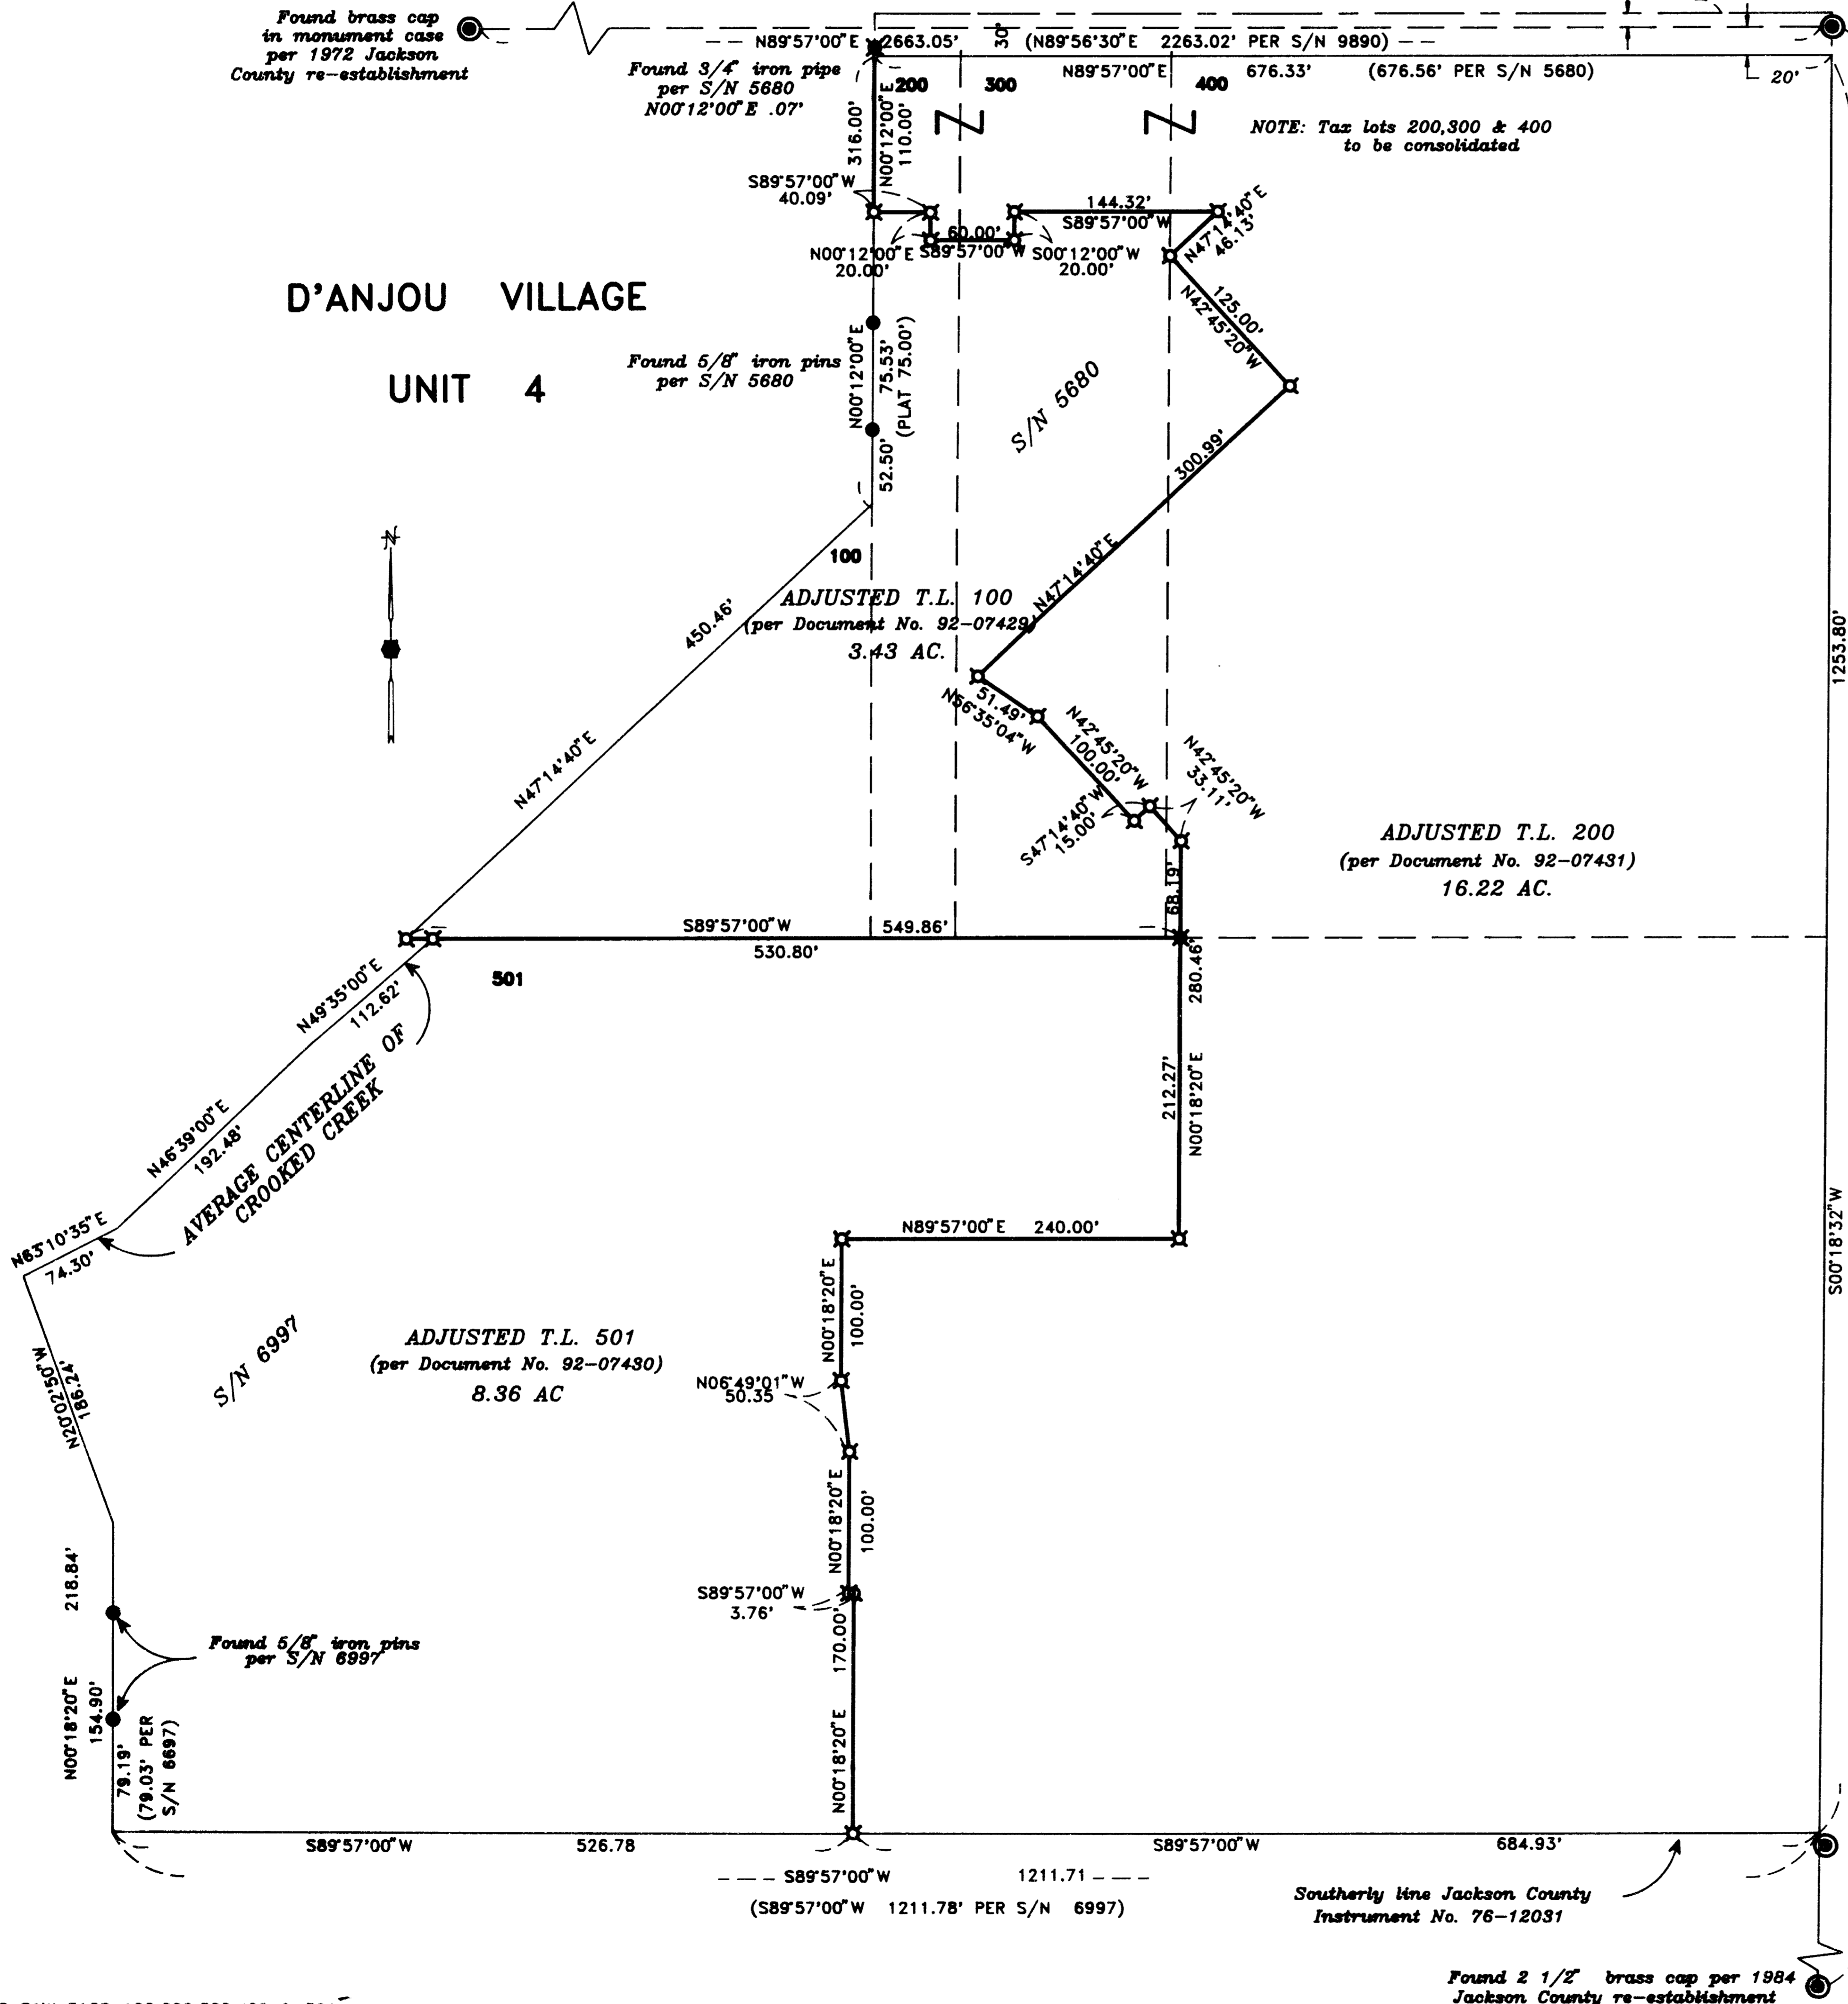 Found brass cap
in monument case
per 1972 Jackson
County re-establishment
N89°57'00"E 2663.05' 30' (N89°56'30"E 2263.02' PER S/N 9890)
Found 3/4" iron pipe
per S/N 5680
N00°12'00"E .07'
N89°57'00"E 676.33' (676.56' PER S/N 5680)
20'
200 300 400
NOTE: Tax lots 200,300 & 400
to be consolidated
316.00'
N00°12'00"E
110.00'
S89°57'00"W
40.09'
144.32'
S89°57'00"W
N47°14'40"E
46.13'
60.00'
N00°12'00"E S89°57'00"W S00°12'00"W
20.00' 20.00'
D'ANJOU VILLAGE
UNIT 4
125.00'
N42°45'20"W
Found 5/8" iron pins
per S/N 5680
N00°12'00"E
75.53'
(PLAT 75.00')
52.50'
S/N 5680
300.99'
N47°14'40"E
N
100
ADJUSTED T.L. 100
(per Document No. 92-07429)
3.43 AC.
450.46'
N47°14'40"E
51.49'
N56°35'04"W
N42°45'20"W
100.00'
N42°45'20"W
33.11'
S47°14'40"W
15.00'
68.19'
ADJUSTED T.L. 200
(per Document No. 92-07431)
16.22 AC.
1253.80'
S00°18'32"W
S89°57'00"W 549.86'
530.80'
501
280.46'
N49°35'00"E
112.62'
AVERAGE CENTERLINE OF
CROOKED CREEK
212.27'
N00°18'20"E
N46°39'00"E
192.48'
N63°10'35"E
74.30'
N89°57'00"E 240.00'
N00°18'20"E
100.00'
S/N 6997
ADJUSTED T.L. 501
(per Document No. 92-07430)
8.36 AC
N20°02'50"W
186.24'
N06°49'01"W
50.35
N00°18'20"E
100.00'
S89°57'00"W
3.76'
218.84'
Found 5/8" iron pins
per S/N 6997
170.00'
N00°18'20"E
N00°18'20"E
154.90'
79.19'
(79.03' PER
S/N 6697)
S89°57'00"W 526.78 S89°57'00"W 684.93'
S89°57'00"W 1211.71
(S89°57'00"W 1211.78' PER S/N 6997)
Southerly line Jackson County
Instrument No. 76-12031
Found 2 1/2" brass cap per 1984
Jackson County re-establishment